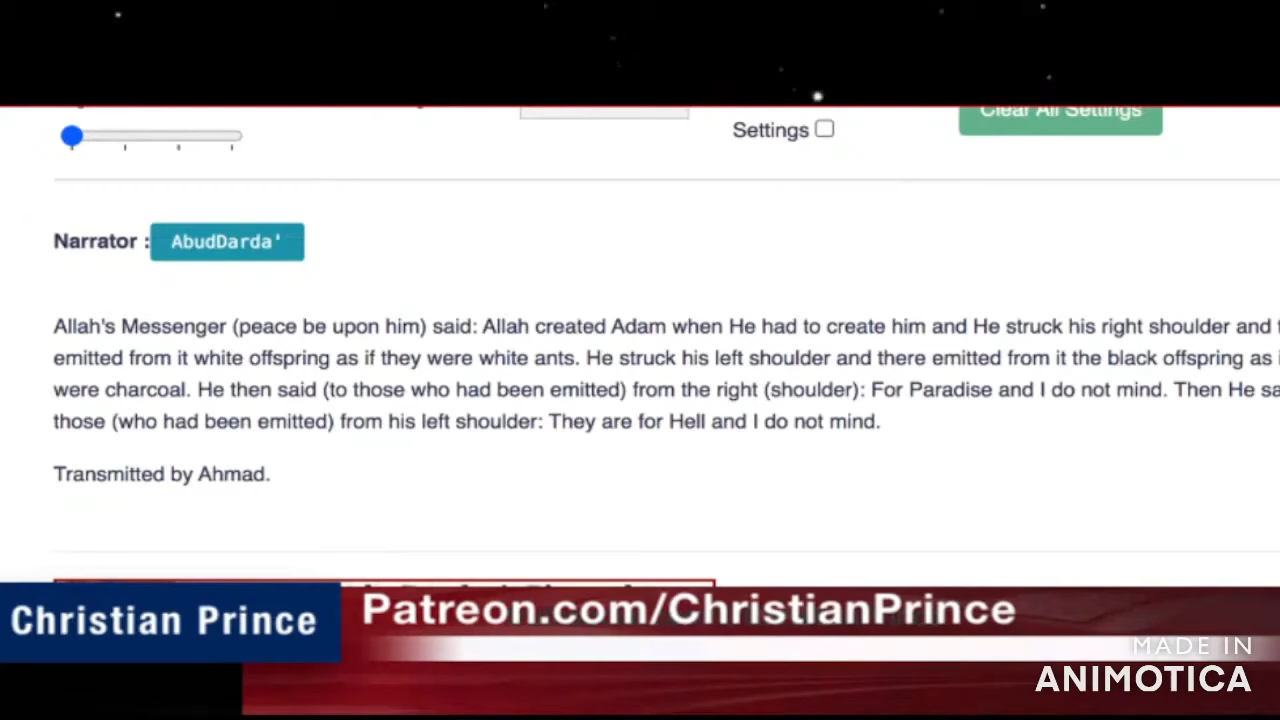 Clear All Settings
Settings
Narrator : AbudDarda'
Allah's Messenger (peace be upon him) said: Allah created Adam when He had to create him and He struck his right shoulder and
emitted from it white offspring as if they were white ants. He struck his left shoulder and there emitted from it the black offspring as
were charcoal. He then said (to those who had been emitted) from the right (shoulder): For Paradise and I do not mind. Then He
those (who had been emitted) from his left shoulder: They are for Hell and I do not mind.
Transmitted by Ahmad.
Christian Prince
Patreon.com/ChristianPrince
MADE IN
ANIMOTICA